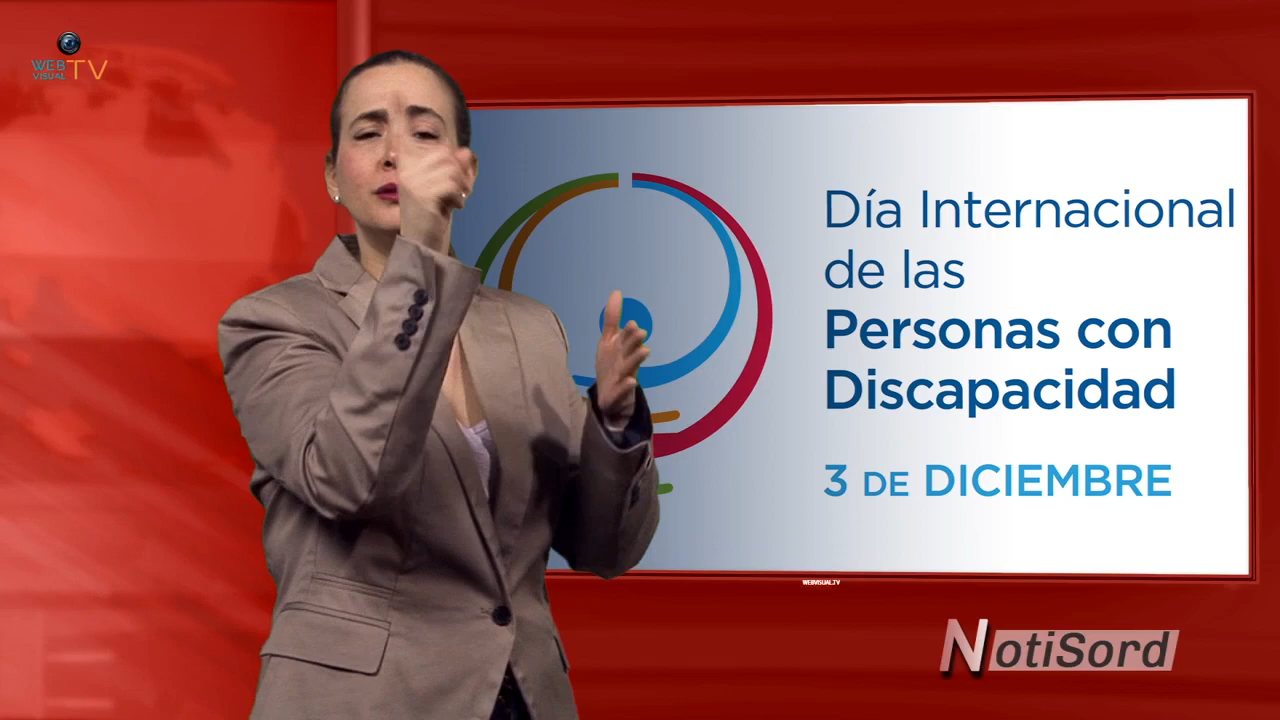 WEB
VISUAL TV
Día Internacional
de las
Personas con
Discapacidad
3 DE DICIEMBRE
WEBVISUAL.TV
NotiSord